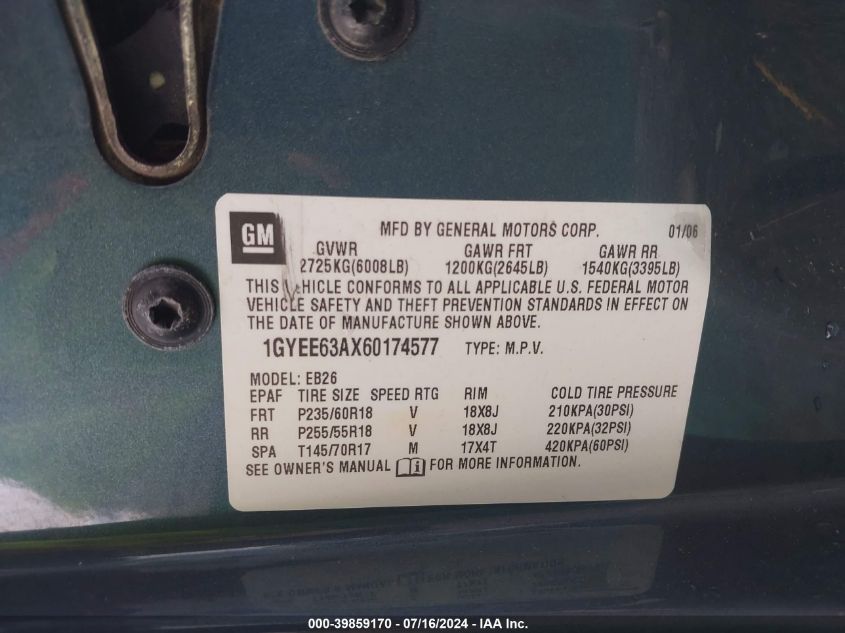 GM
MFD BY GENERAL MOTORS CORP. 01/06
GVWR GAWR FRT GAWR RR
2725KG(6008LB) 1200KG(2645LB) 1540KG(3395LB)
THIS VEHICLE CONFORMS TO ALL APPLICABLE U.S. FEDERAL MOTOR
VEHICLE SAFETY AND THEFT PREVENTION STANDARDS IN EFFECT ON
THE DATE OF MANUFACTURE SHOWN ABOVE.
1GYEE63AX60174577 TYPE: M.P.V.
MODEL: EB26
EPAF TIRE SIZE SPEED RTG RIM COLD TIRE PRESSURE
FRT P235/60R18 V 18X8J 210KPA(30PSI)
RR P255/55R18 V 18X8J 220KPA(32PSI)
SPA T145/70R17 M 17X4T 420KPA(60PSI)
SEE OWNER'S MANUAL i FOR MORE INFORMATION.
000-39859170 - 07/16/2024 - IAA Inc.